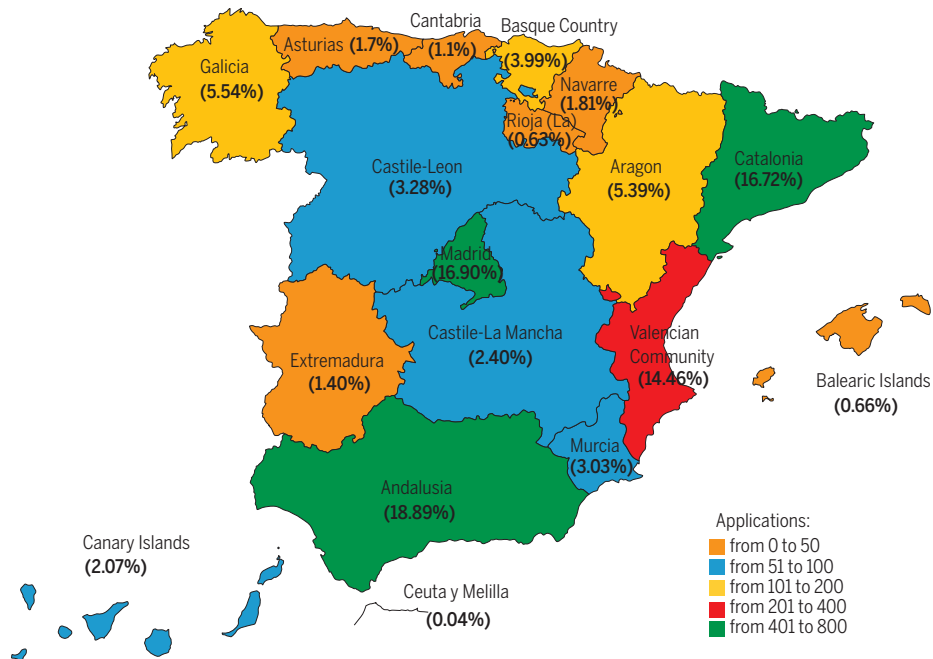 Cantabria
(1.1%)
Basque Country
(3.99%)
Asturias (1.7%)
Galicia
(5.54%)
Navarre
(1.81%)
Rioja (La)
(0.63%)
Castile-Leon
(3.28%)
Aragon
(5.39%)
Catalonia
(16.72%)
Madrid
(16.90%)
Castile-La Mancha
(2.40%)
Valencian
Community
(14.46%)
Extremadura
(1.40%)
Balearic Islands
(0.66%)
Murcia
(3.03%)
Andalusia
(18.89%)
Canary Islands
(2.07%)
Ceuta y Melilla
(0.04%)
Applications:
from 0 to 50
from 51 to 100
from 101 to 200
from 201 to 400
from 401 to 800